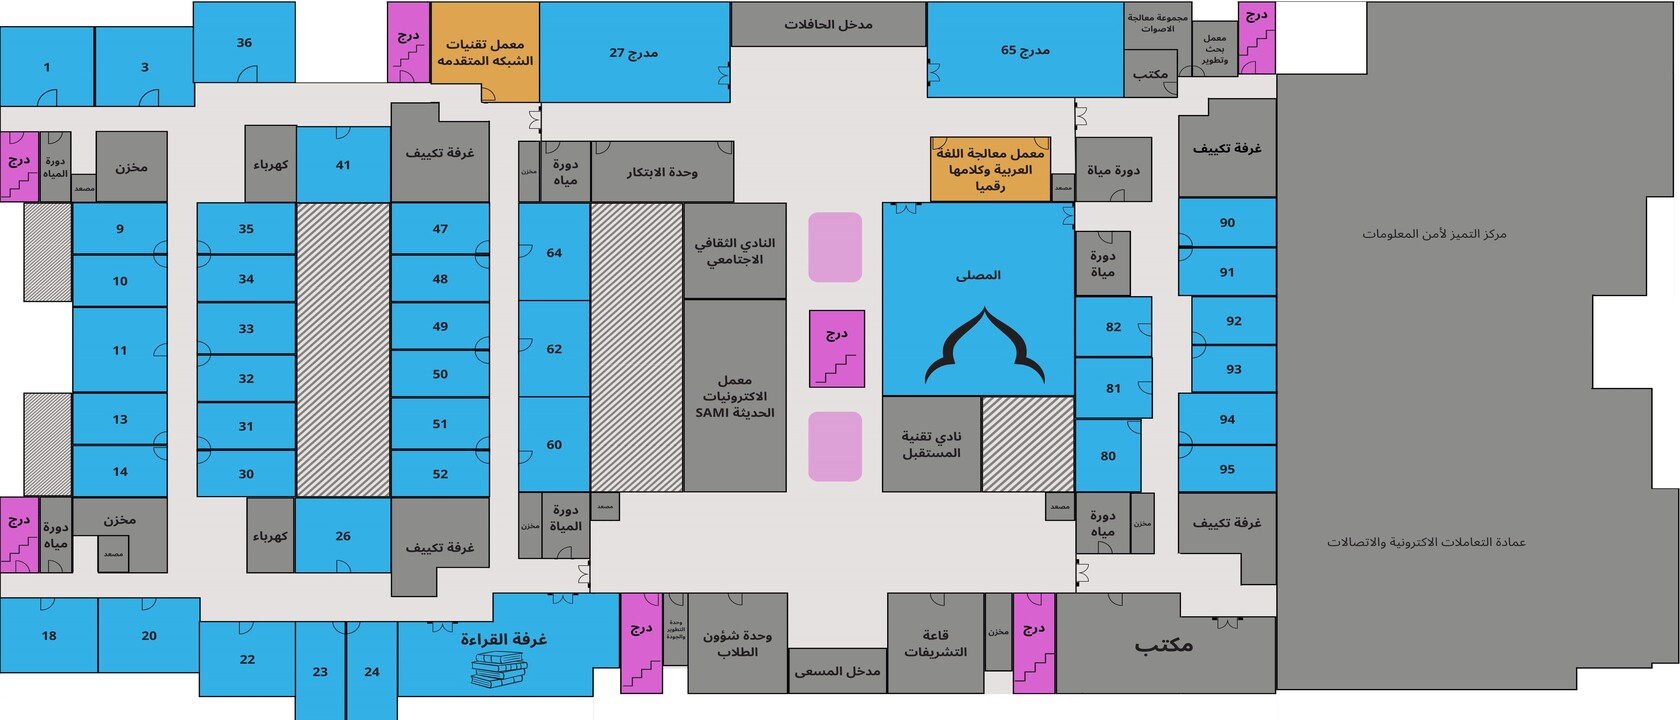 1
3
36
درج
معمل تقنيات
الشبكه المتقدمه
مدرج 27
مدخل الحافلات
مدرج 65
مجموعة معالجة
الاصوات
مكتب
معمل
بحث
وتطوير
درج
درج
دورة
المياه
مصعد
مخزن
كهرباء
41
غرفة تكييف
مخزن
دورة
مياه
وحدة الابتكار
معمل معالجة اللغة
العربية وكلامها
رقميا
مصعد
دورة مياة
غرفة تكييف
9
10
11
13
14
35
34
33
32
31
30
47
48
49
50
51
52
64
62
60
النادي الثقافي
الاجتامعي
معمل
الاكترونيات
الحديثة SAMI
درج
المصلى
نادي تقنية
المستقبل
دورة
مياة
82
81
80
90
91
92
93
94
95
مركز التميز لأمن المعلومات
عمادة التعاملات الاكترونية والاتصالات
درج
دورة
مياه
مخزن
مصعد
كهرباء
26
غرفة تكييف
مخزن
دورة
المياة
مصعد
مصعد
دورة
مياه
مخزن
غرفة تكييف
18
20
22
23
24
غرفة القراءة
درج
وحدة
التطوير
والجودة
وحدة شؤون
الطلاب
مدخل المسعى
قاعة
التشريفات
مخزن
درج
مكتب